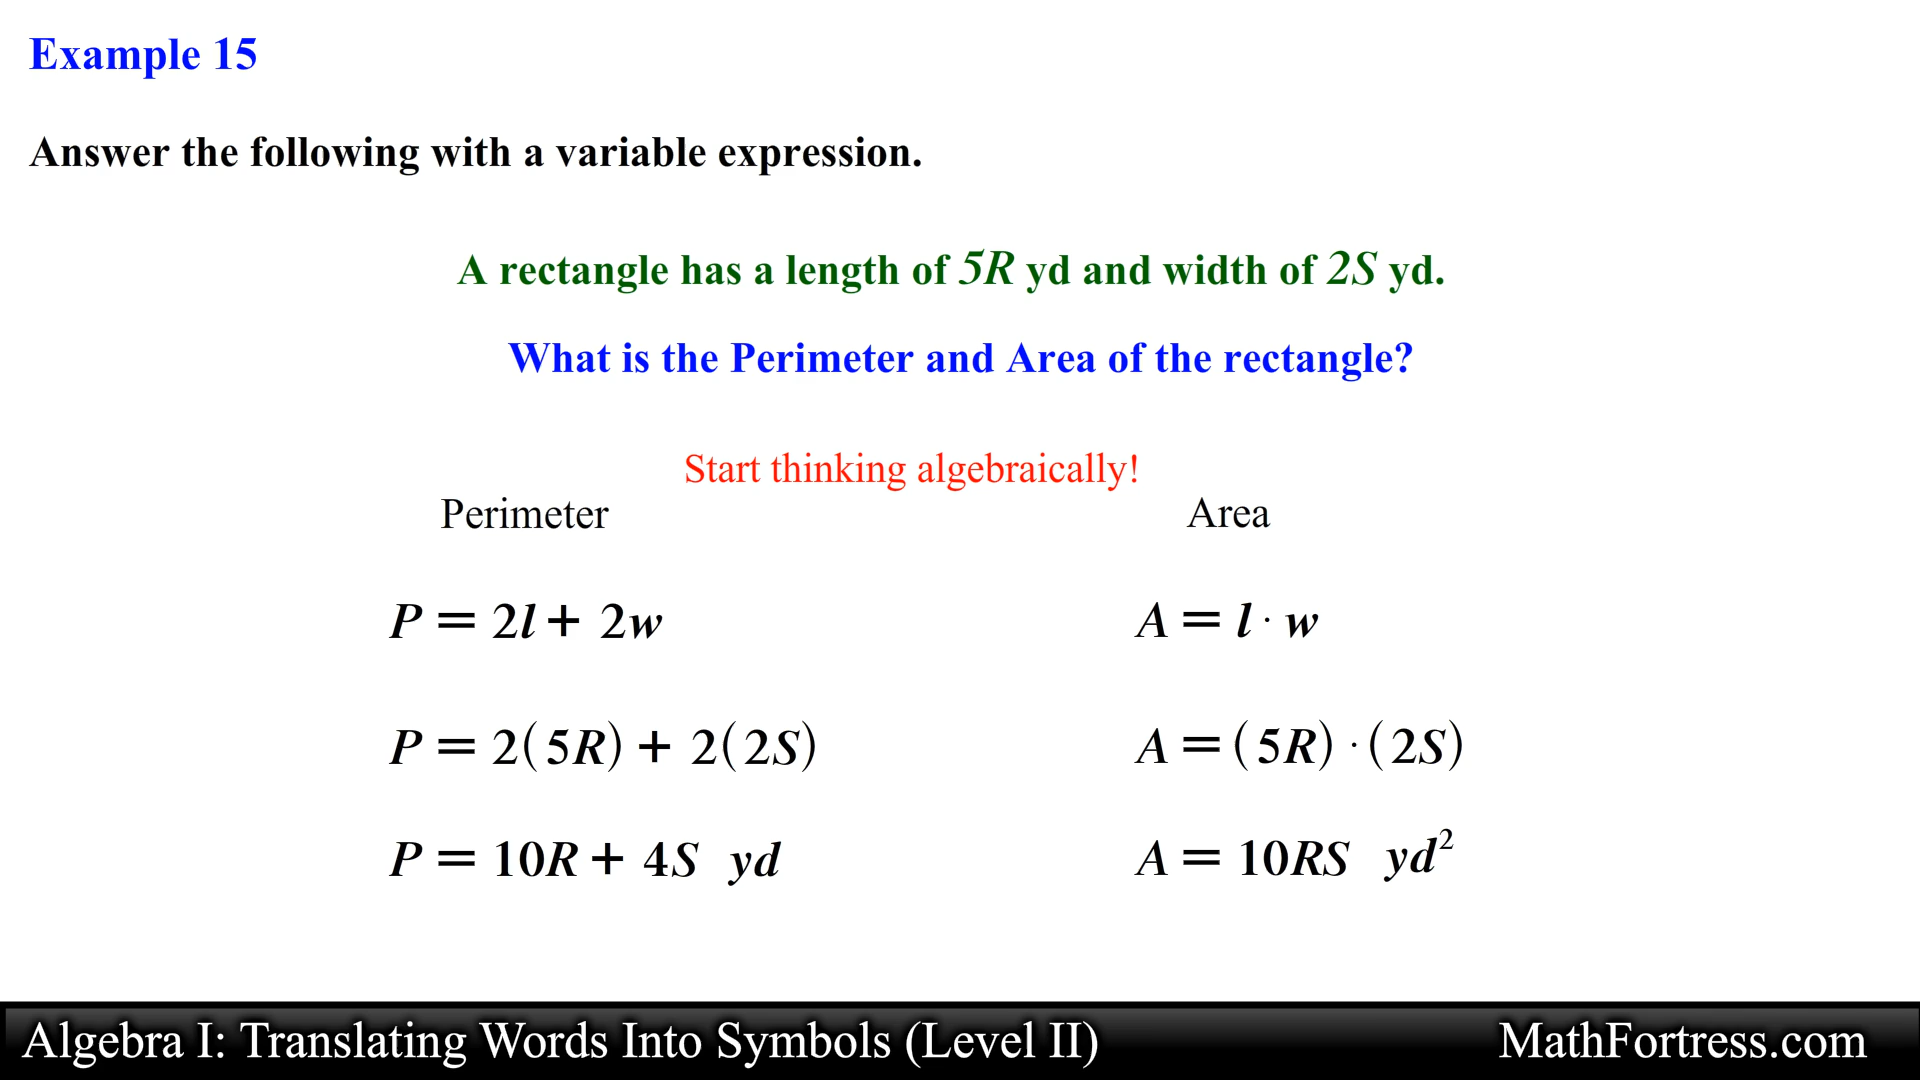 Example 15
Answer the following with a variable expression.
A rectangle has a length of 5R yd and width of 2S yd.
What is the Perimeter and Area of the rectangle?
Start thinking algebraically!
Perimeter
P = 2l + 2w
P = 2(5R) + 2(2S)
P = 10R + 4S yd
Area
A = l · w
A = (5R) · (2S)
A = 10RS yd²
Algebra I: Translating Words Into Symbols (Level II)
MathFortress.com